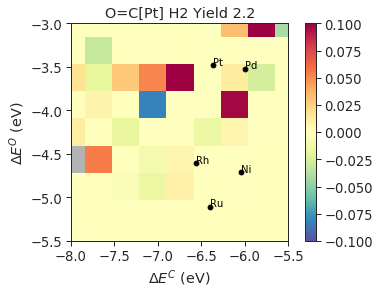 O=C[Pt] H2 Yield 2.2
−3.0
−3.5
−4.0
−4.5
−5.0
−5.5
ΔE^O (eV)
Pt
Pd
Rh
Ni
Ru
−8.0 −7.5 −7.0 −6.5 −6.0 −5.5
ΔE^C (eV)
0.100
0.075
0.050
0.025
0.000
−0.025
−0.050
−0.075
−0.100